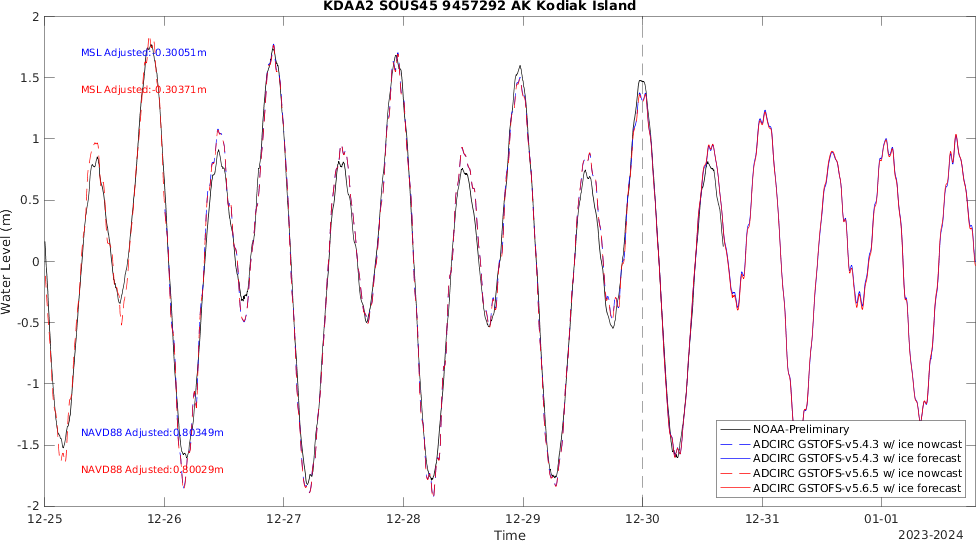 KDAA2 SOUS45 9457292 AK Kodiak Island
2
1.5
1
0.5
0
-0.5
-1
-1.5
-2
Water Level (m)
MSL Adjusted:-0.30051m
MSL Adjusted:-0.30371m
NAVD88 Adjusted:0.80349m
NAVD88 Adjusted:0.80029m
NOAA-Preliminary
ADCIRC GSTOFS-v5.4.3 w/ ice nowcast
ADCIRC GSTOFS-v5.4.3 w/ ice forecast
ADCIRC GSTOFS-v5.6.5 w/ ice nowcast
ADCIRC GSTOFS-v5.6.5 w/ ice forecast
12-25 12-26 12-27 12-28 12-29 12-30 12-31 01-01
Time
2023-2024